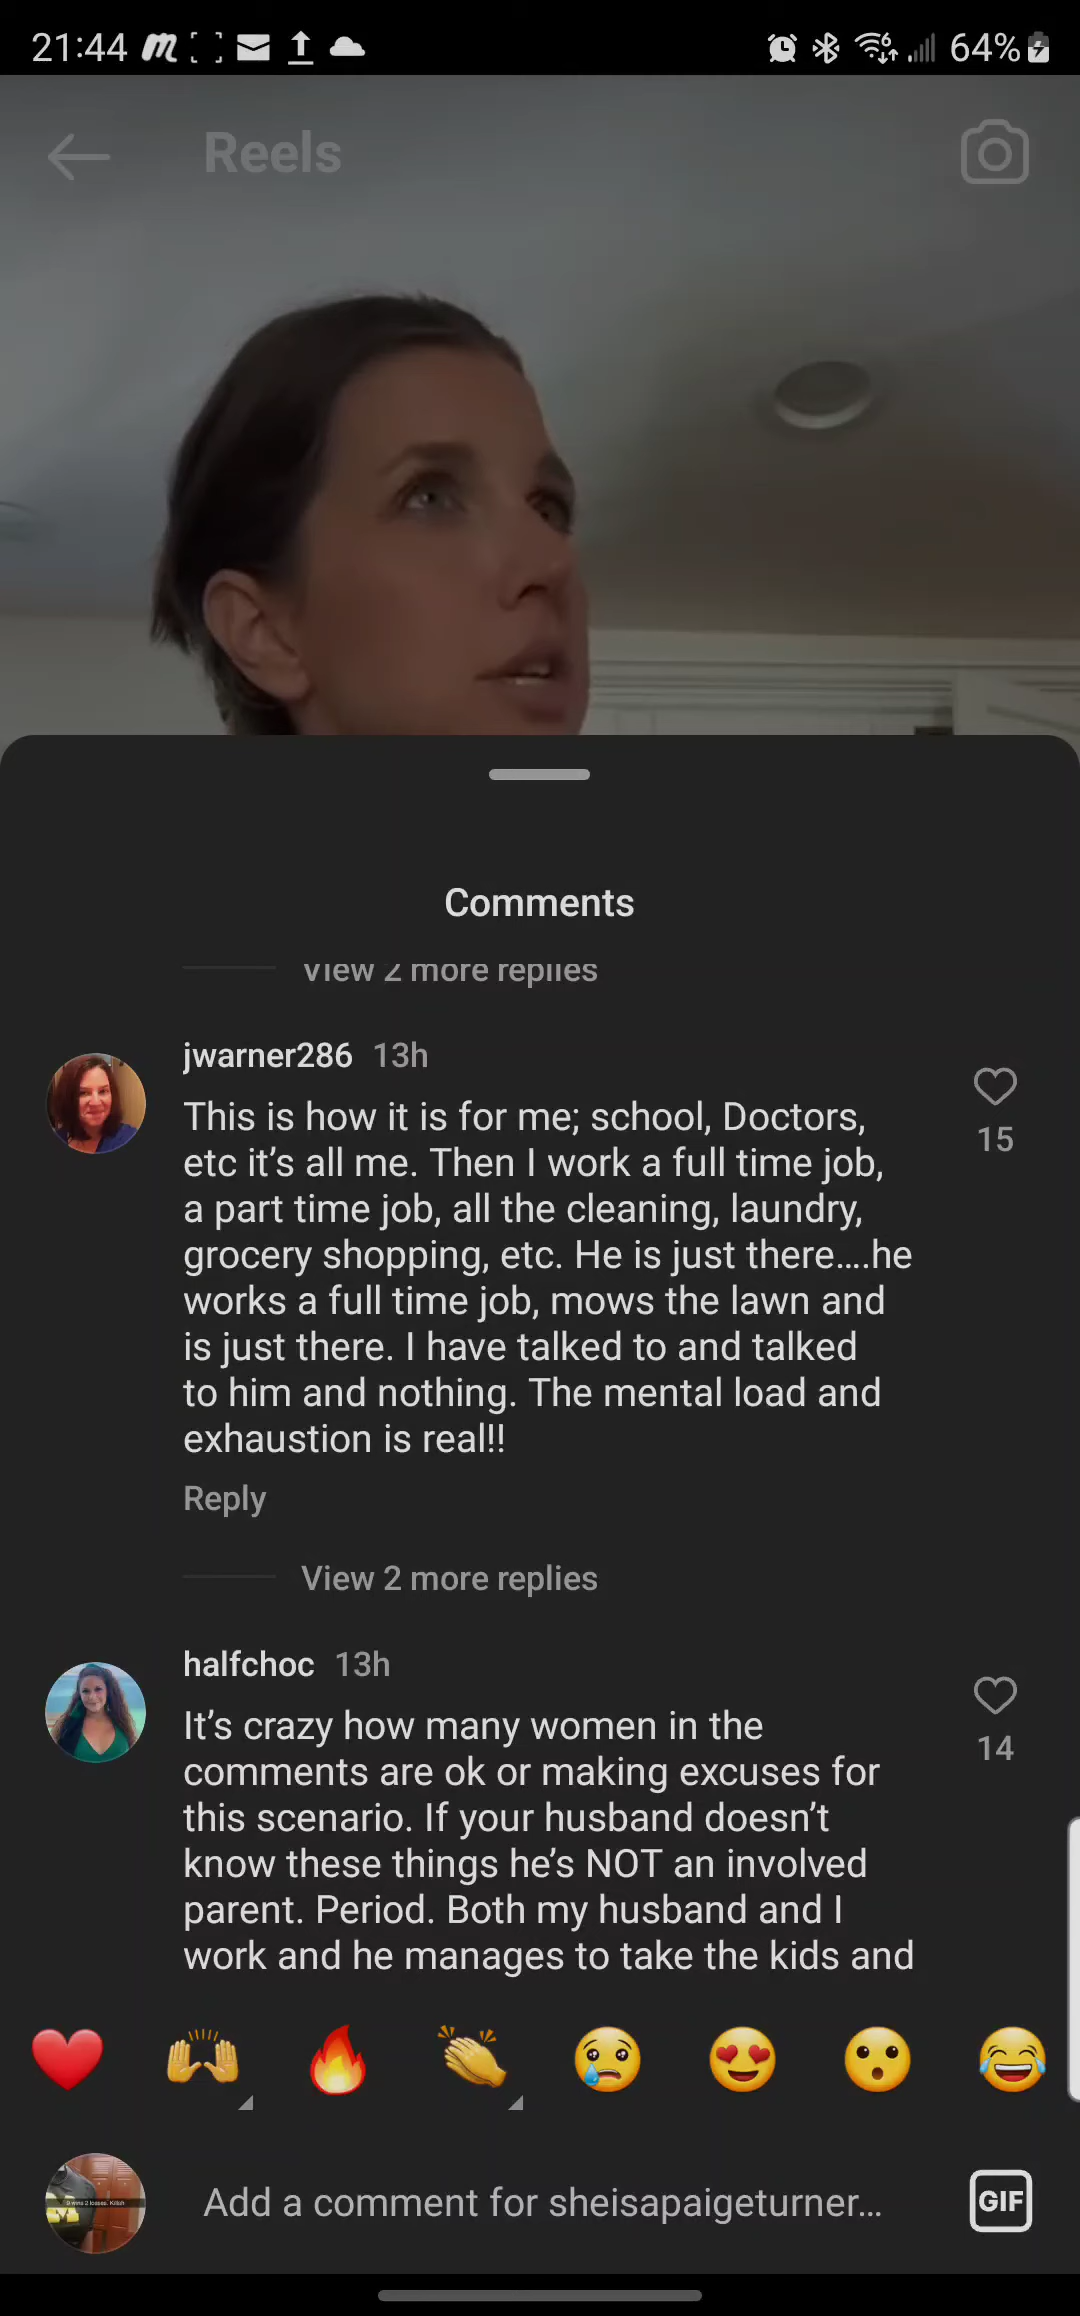 21:44 64%
Reels
Comments
View 2 more replies
jwarner286 13h
This is how it is for me; school, Doctors,
etc it’s all me. Then I work a full time job,
a part time job, all the cleaning, laundry,
grocery shopping, etc. He is just there....he
works a full time job, mows the lawn and
is just there. I have talked to and talked
to him and nothing. The mental load and
exhaustion is real!!
15
Reply
View 2 more replies
halfchoc 13h
It’s crazy how many women in the
comments are ok or making excuses for
this scenario. If your husband doesn’t
know these things he’s NOT an involved
parent. Period. Both my husband and I
work and he manages to take the kids and
14
Add a comment for sheisapaigeturner...
GIF